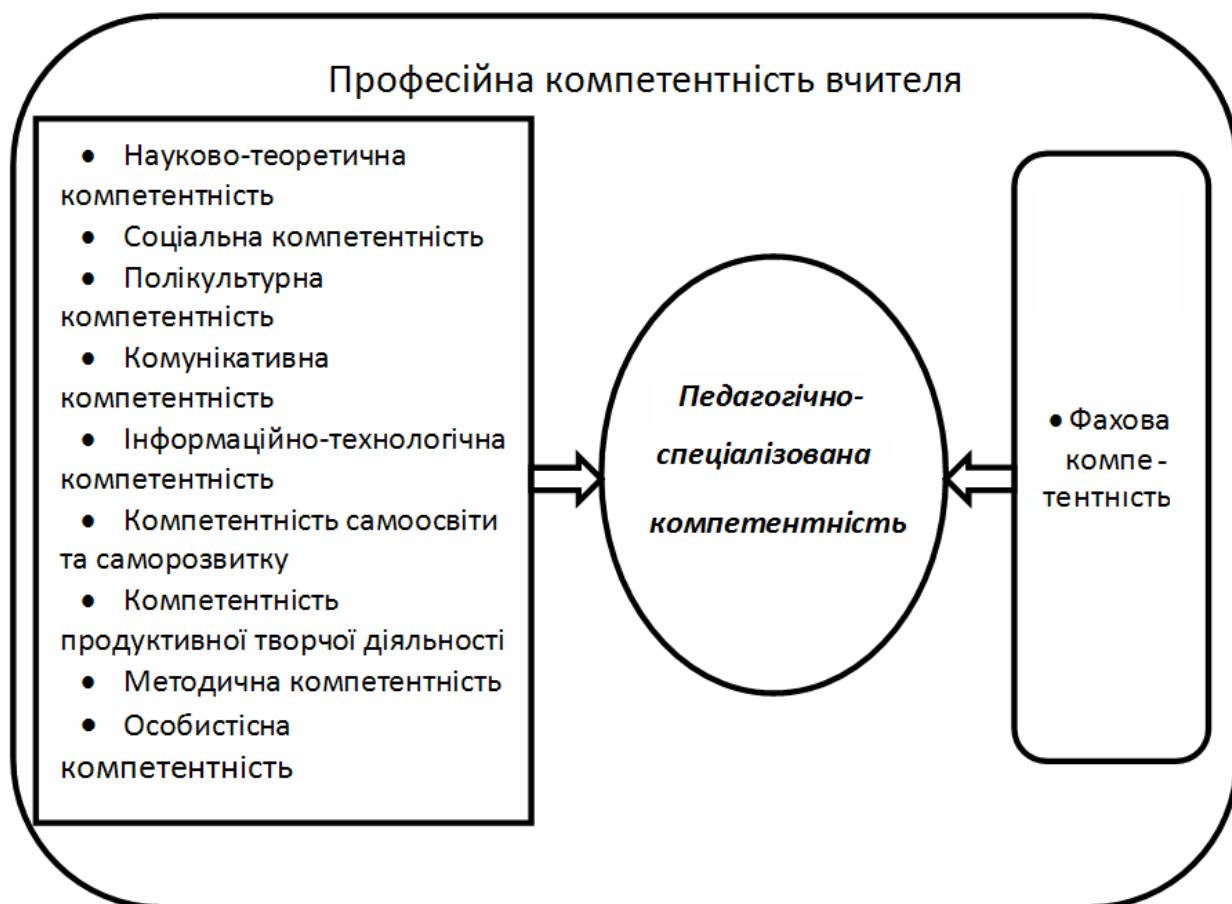 Професійна компетентність вчителя
• Науково-теоретична
компетентність
• Соціальна компетентність
• Полікультурна
компетентність
• Комунікативна
компетентність
• Інформаційно-технологічна
компетентність
• Компетентність самоосвіти
та саморозвитку
• Компетентність
продуктивної творчої діяльності
• Методична компетентність
• Особистісна
компетентність
Педагогічно-
спеціалізована
компетентність
• Фахова
компе-
тентність